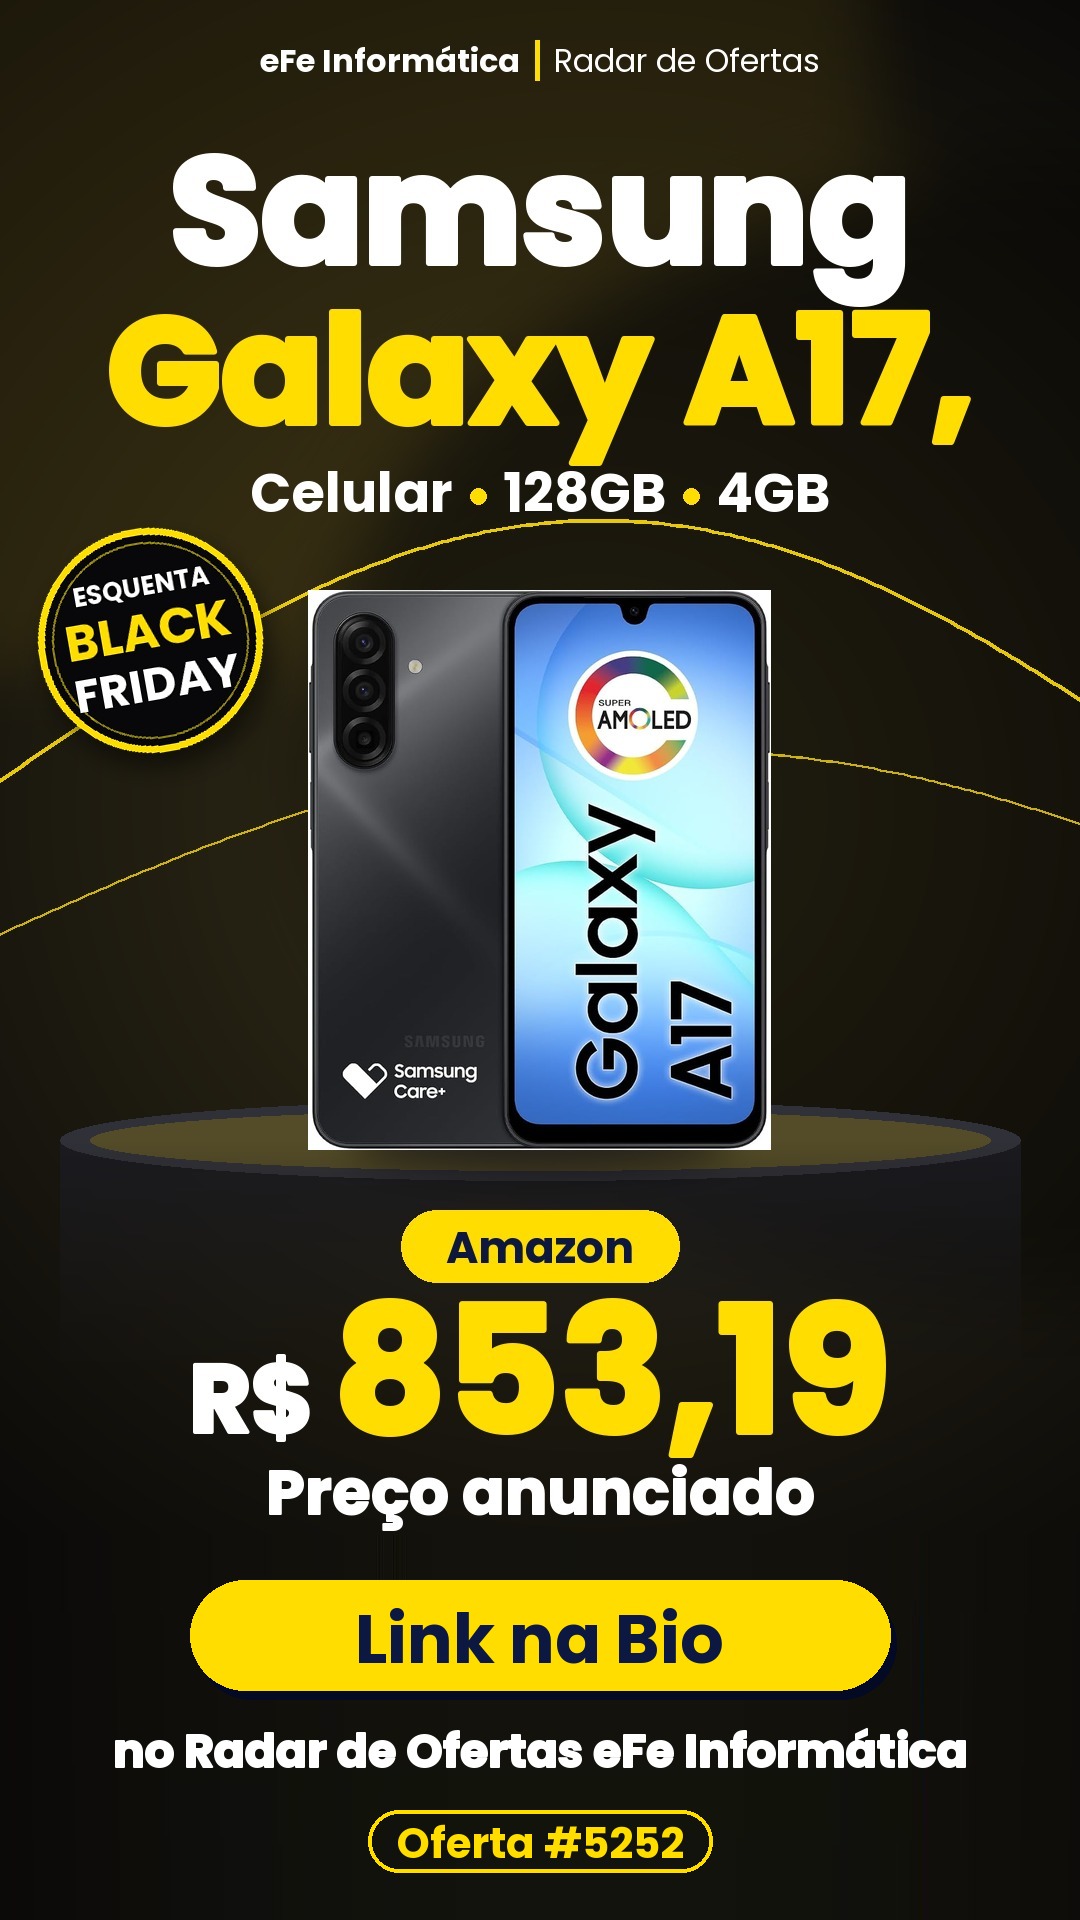 eFe Informática | Radar de Ofertas
Samsung
Galaxy A17,
Celular • 128GB • 4GB
ESQUENTA
BLACK
FRIDAY
SUPER
AMOLED
Galaxy
A17
SAMSUNG
Samsung
Care+
Amazon
R$ 853,19
Preço anunciado
Link na Bio
no Radar de Ofertas eFe Informática
Oferta #5252